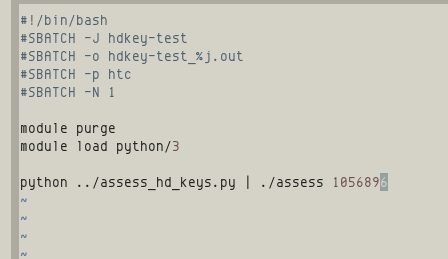 #!/bin/bash
#SBATCH -J hdkey-test
#SBATCH -o hdkey-test_%j.out
#SBATCH -p htc
#SBATCH -N 1
module purge
module load python/3
python ../assess_hd_keys.py | ./assess 1056896
~
~
~
~